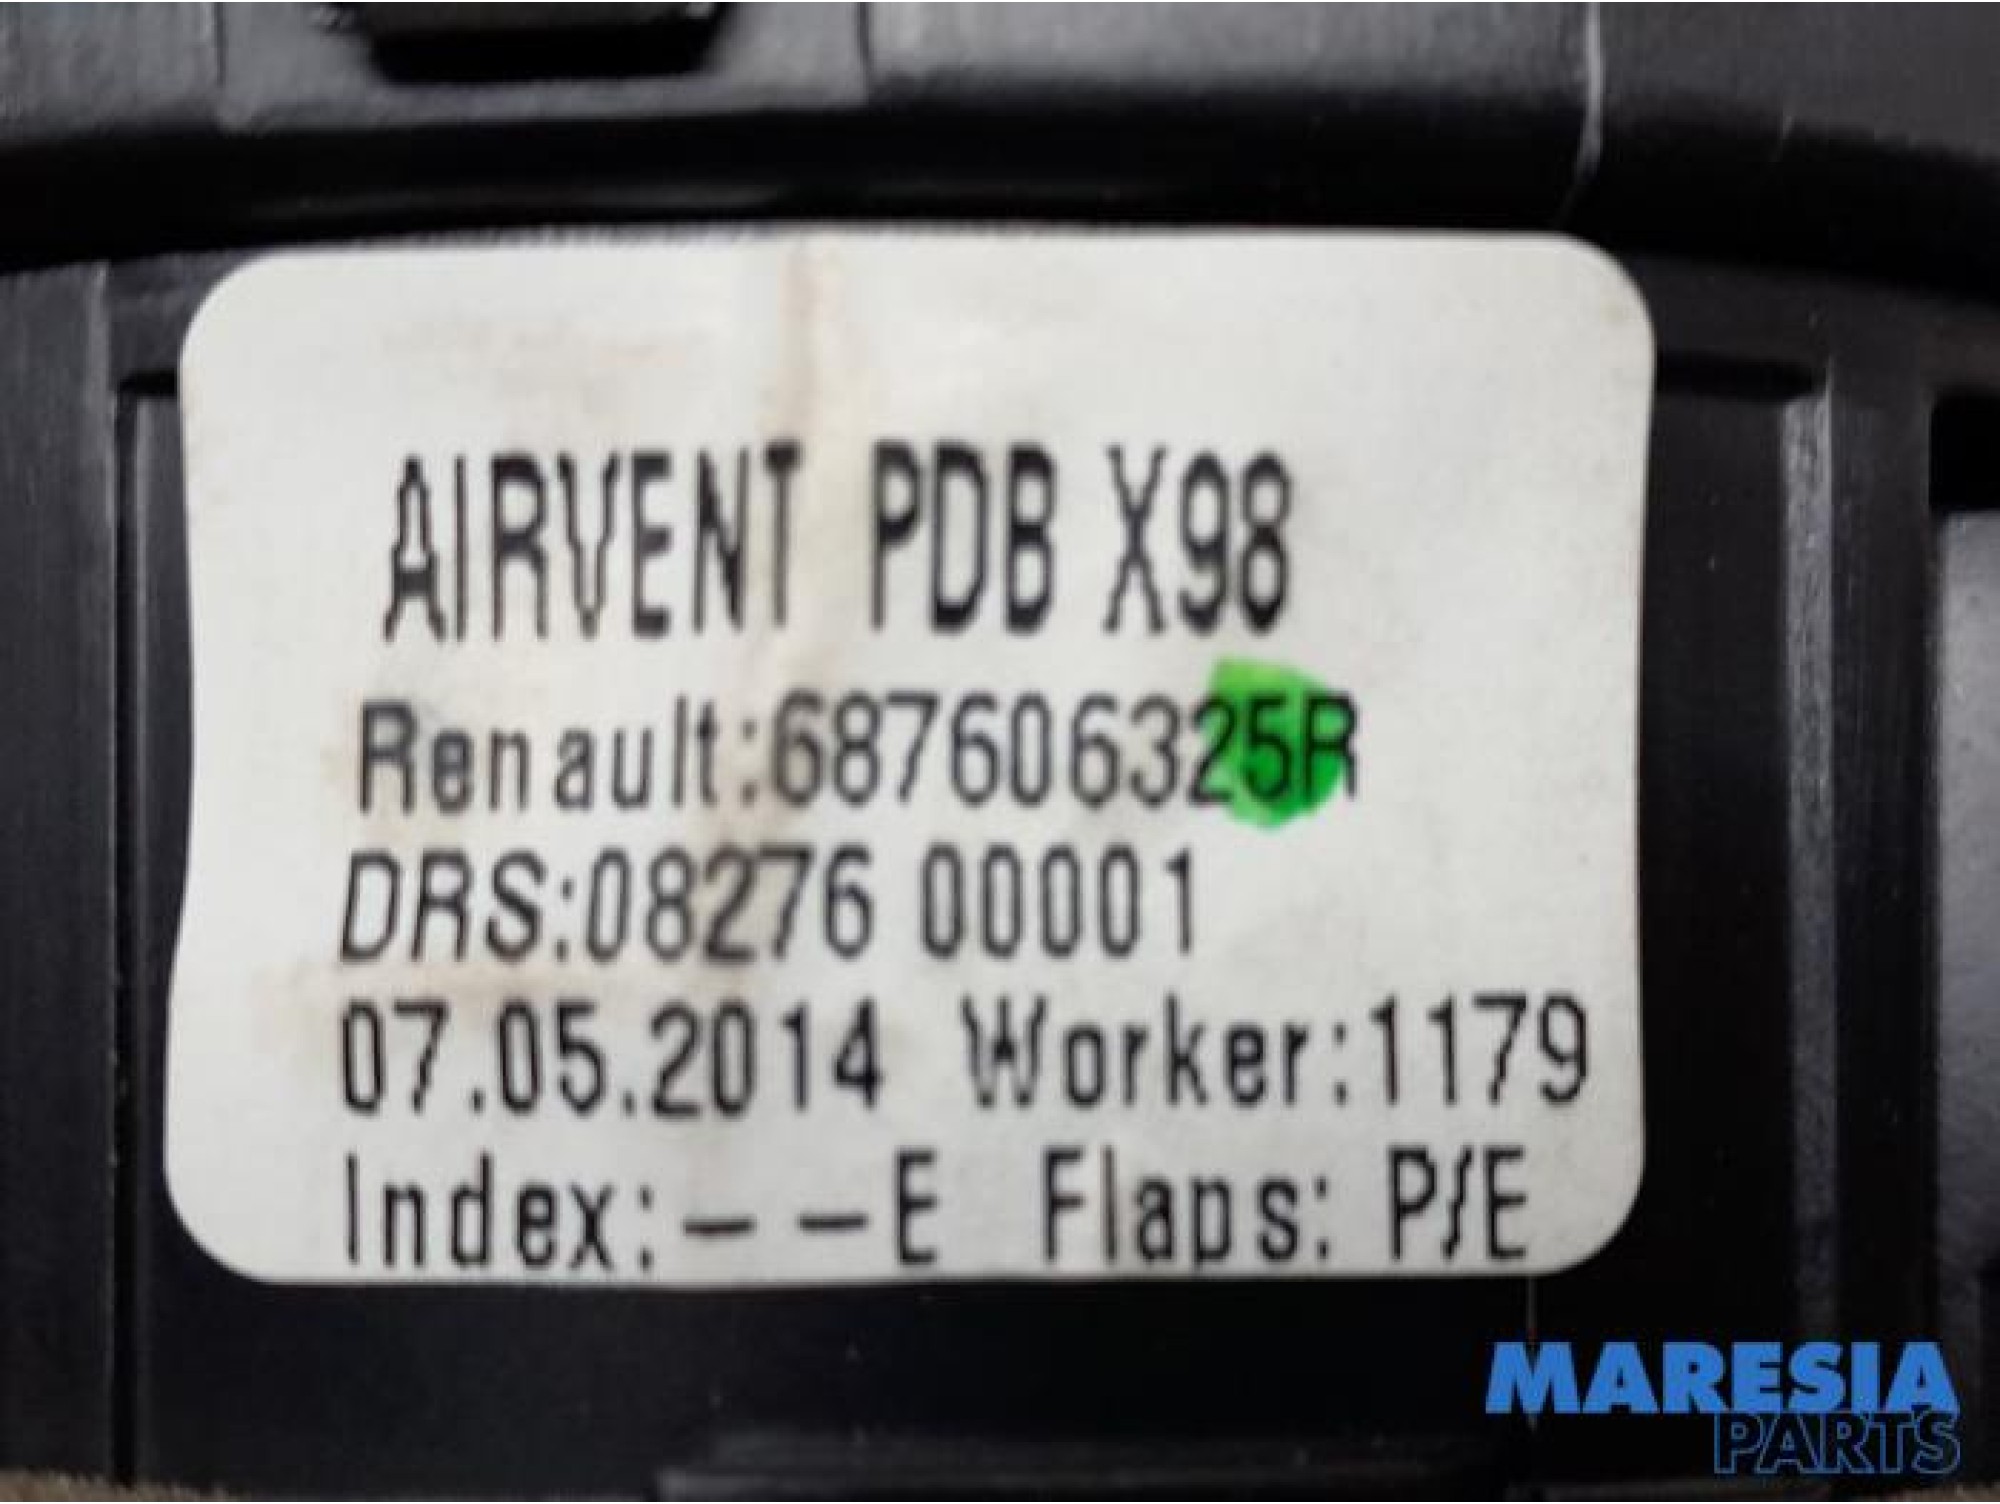 AIRVENT PDB X98
Renault:687606325R
DRS:08276 00001
07.05.2014 Worker:1179
Index:--E Flaps: P/E
MARESIA
PARTS